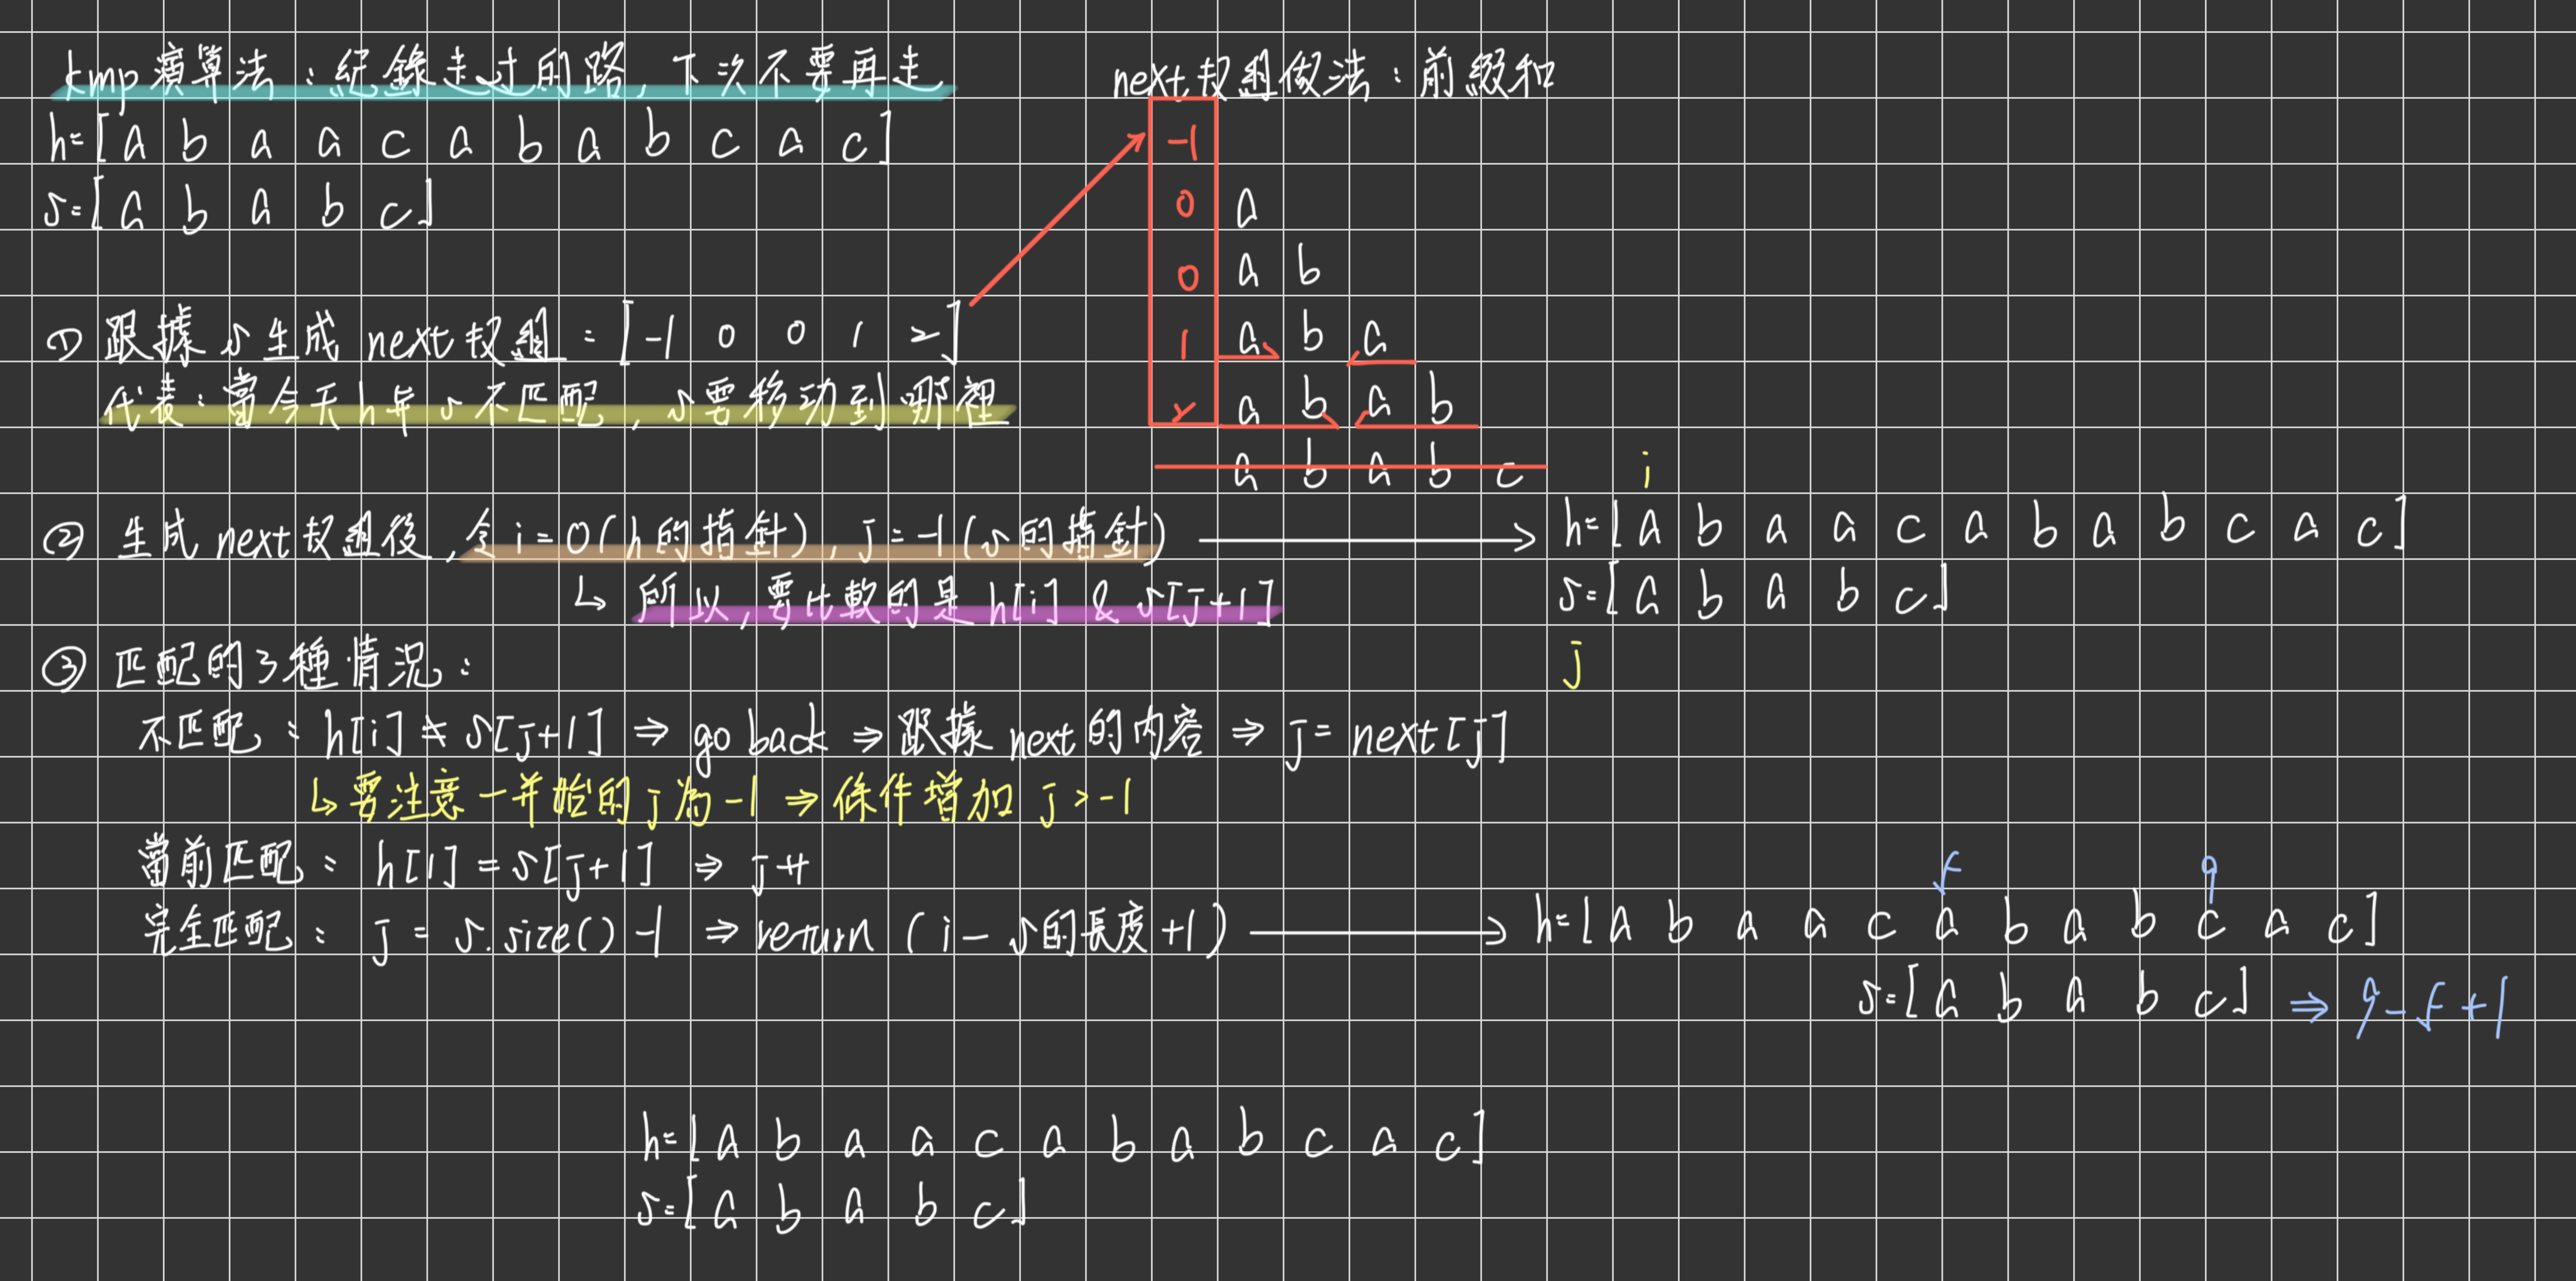 kmp演算法：紀錄走过的路，下次不要再走
h=[a b a a c a b a b c a c]
s=[a b a b c]
next数組做法：前綴和
-1
0 a
0 a b
1 a b a
2 a b a b
a b a b c
① 跟據s生成next数組=[-1 0 0 1 2]
代表：當今天h与s不匹配，s要移动到哪裡
② 生成next数組後，令i=0(h的指針)，j=-1(s的指針)
↳ 所以，要比較的是h[i] & s[j+1]
i
h=[a b a a c a b a b c a c]
s=[a b a b c]
j
③ 匹配的3種情況：
不匹配：h[i]≠s[j+1] ⇒ go back ⇒ 跟據next的内容 ⇒ j=next[j]
↳ 要注意一开始的j為-1 ⇒ 條件增加 j>-1
當前匹配：h[i]=s[j+1] ⇒ j++
完全匹配：j=s.size()-1 ⇒ return (i-s的長度+1)
5 9
h=[a b a a c a b a b c a c]
s=[a b a b c] ⇒ 9-5+1
h=[a b a a c a b a b c a c]
s=[a b a b c]